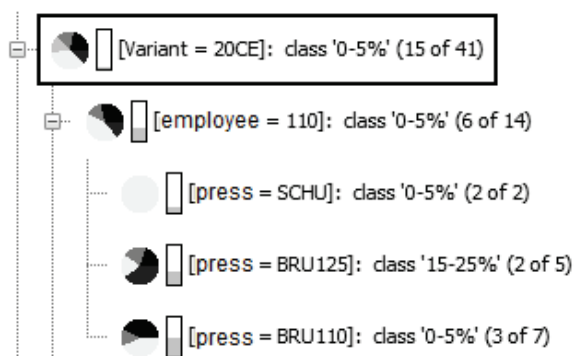 [Variant = 20CE]: class '0-5%' (15 of 41)
[employee = 110]: class '0-5%' (6 of 14)
[press = SCHU]: class '0-5%' (2 of 2)
[press = BRU125]: class '15-25%' (2 of 5)
[press = BRU110]: class '0-5%' (3 of 7)